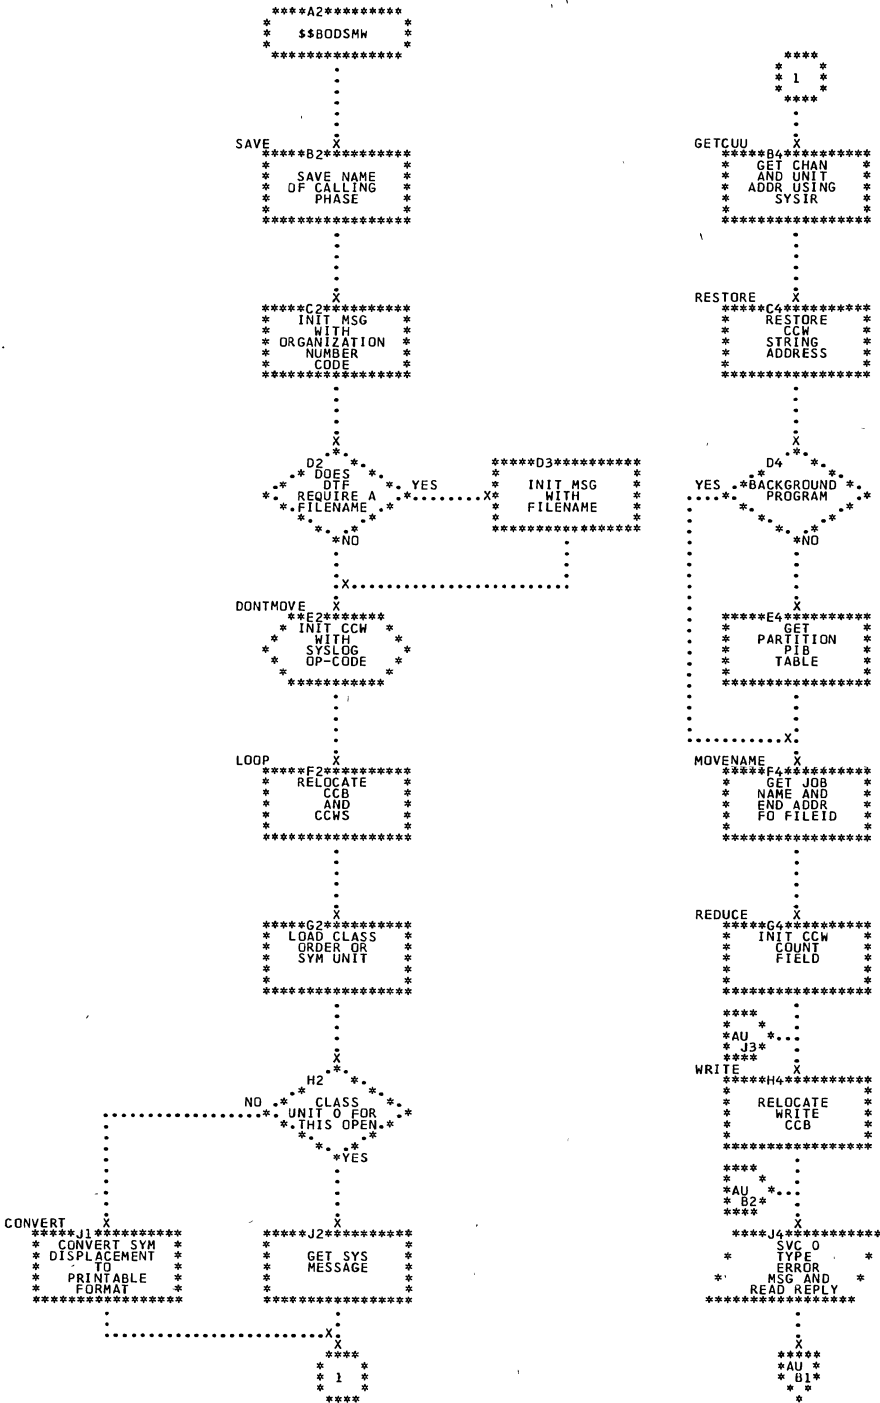 A2
$$BODSMW
SAVE
B2
SAVE NAME
OF CALLING
PHASE
C2
INIT MSG
WITH
ORGANIZATION
NUMBER
CODE
D2
DOES
DTF
REQUIRE A
FILENAME
YES
NO
D3
INIT MSG
WITH
FILENAME
DONTMOVE
E2
INIT CCW
WITH
SYSLOG
OP-CODE
LOOP
F2
RELOCATE
CCB
AND
CCWS
G2
LOAD CLASS
ORDER OR
SYM UNIT
H2
CLASS
UNIT 0 FOR
THIS OPEN
NO
YES
CONVERT
J1
CONVERT SYM
DISPLACEMENT
TO
PRINTABLE
FORMAT
J2
GET SYS
MESSAGE
1
1
GETCUU
B4
GET CHAN
AND UNIT
ADDR USING
SYSIR
RESTORE
C4
RESTORE
CCW
STRING
ADDRESS
D4
BACKGROUND
PROGRAM
YES
NO
E4
GET
PARTITION
PIB
TABLE
MOVENAME
F4
GET JOB
NAME AND
END ADDR
FO FILEID
REDUCE
G4
INIT CCW
COUNT
FIELD
AU
J3
WRITE
H4
RELOCATE
WRITE
CCB
AU
B2
J4
SVC 0
TYPE
ERROR
MSG AND
READ REPLY
AU
B1